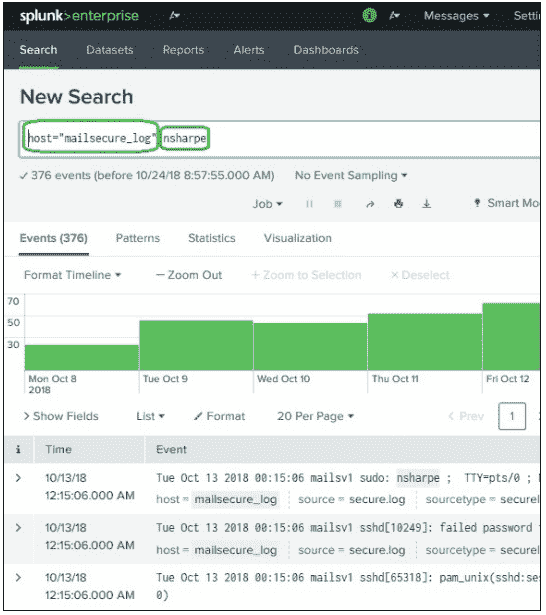 splunk>enterprise Messages ▾
Search Datasets Reports Alerts Dashboards
New Search
host="mailsecure_log" nsharpe
✓ 376 events (before 10/24/18 8:57:55.000 AM) No Event Sampling ▾
Job ▾ Smart
Events (376) Patterns Statistics Visualization
Format Timeline ▾ — Zoom Out + Zoom to Selection × Deselect
70
50
30
Mon Oct 8 Tue Oct 9 Wed Oct 10 Thu Oct 11 Fri Oct 12
2018
> Show Fields List ▾ Format 20 Per Page ▾ < Prev 1
i Time Event
> 10/13/18 Tue Oct 13 2018 00:15:06 mailsv1 sudo: nsharpe ; TTY=pts/0 ;
12:15:06.000 AM host = mailsecure_log source = secure.log sourcetype =
> 10/13/18 Tue Oct 13 2018 00:15:06 mailsv1 sshd[10249]: failed password
12:15:06.000 AM host = mailsecure_log source = secure.log sourcetype =
> 10/13/18 Tue Oct 13 2018 00:15:06 mailsv1 sshd[65318]:
12:15:06.000 AM 0)